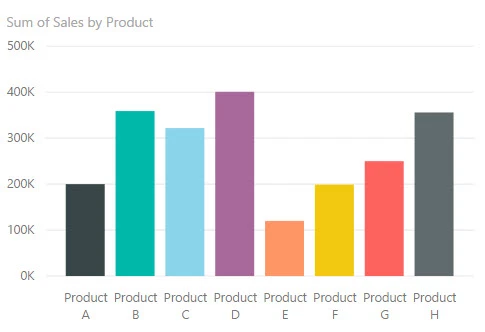 Sum of Sales by Product
500K
400K
300K
200K
100K
0K
Product Product Product Product Product Product Product Product
A B C D E F G H